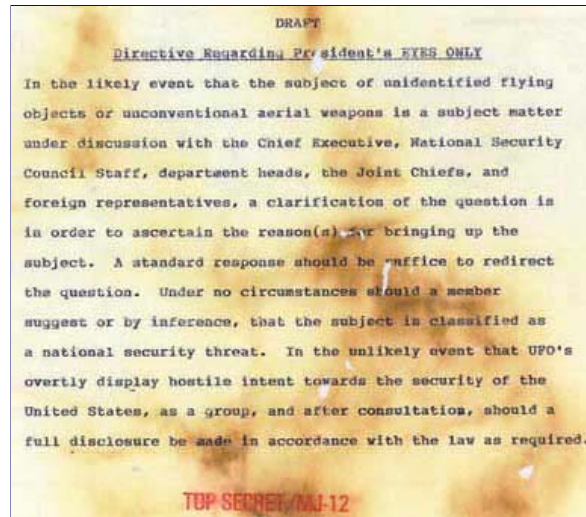 DRAFT
Directive Regarding President's EYES ONLY
In the likely event that the subject of unidentified flying
objects or unconventional aerial weapons is a subject matter
under discussion with the Chief Executive, National Security
Council Staff, department heads, the Joint Chiefs, and
foreign representatives, a clarification of the question is
in order to ascertain the reason(s) for bringing up the
subject. A standard response should be suffice to redirect
the question. Under no circumstances should a member
suggest or by inference, that the subject is classified as
a national security threat. In the unlikely event that UFO's
overtly display hostile intent towards the security of the
United States, as a group, and after consultation, should a
full disclosure be made in accordance with the law as required.
TOP SECRET/MJ-12